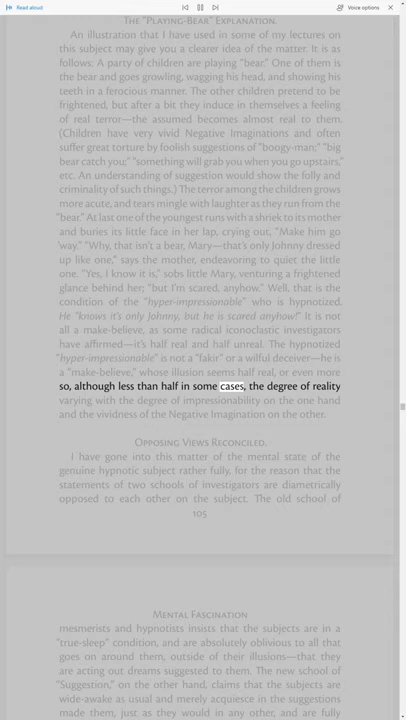 Read aloud
Voice options
The "Playing-Bear" Explanation.
An illustration that I have used in some of my lectures on
this subject may give you a clearer idea of the matter. It is as
follows: A party of children are playing "bear." One of them is
the bear and goes growling, wagging his head, and showing his
teeth in a ferocious manner. The other children pretend to be
frightened, but after a bit they induce in themselves a feeling
of real terror—the assumed becomes almost real to them.
(Children have very vivid Negative Imaginations and often
suffer great torture by foolish suggestions of "boogy-man;" "big
bear catch you;" "something will grab you when you go upstairs,"
etc. An understanding of suggestion would show the folly and
criminality of such things.) The terror among the children grows
more acute, and tears mingle with laughter as they run from the
"bear." At last one of the youngest runs with a shriek to its mother
and buries its little face in her lap, crying out, "Make him go
'way." "Why, that isn't a bear, Mary—that's only Johnny dressed
up like one," says the mother, endeavoring to quiet the little
one. "Yes, I know it is," sobs little Mary, venturing a frightened
glance behind her; "but I'm scared, anyhow." Well, that is the
condition of the "hyper-impressionable" who is hypnotized.
He "knows it's only Johnny, but he is scared anyhow!" It is not
all a make-believe, as some radical iconoclastic investigators
have affirmed—it's half real and half unreal. The hypnotized
"hyper-impressionable" is not a "fakir" or a wilful deceiver—he is
a "make-believe," whose illusion seems half real, or even more
so, although less than half in some cases, the degree of reality
varying with the degree of impressionability on the one hand
and the vividness of the Negative Imagination on the other.
Opposing Views Reconciled.
I have gone into this matter of the mental state of the
genuine hypnotic subject rather fully, for the reason that the
statements of two schools of investigators are diametrically
opposed to each other on the subject. The old school of
105
Mental Fascination
mesmerists and hypnotists insists that the subjects are in a
"true-sleep" condition, and are absolutely oblivious to all that
goes on around them, outside of their illusions—that they
are acting out dreams suggested to them. The new school of
"Suggestion," on the other hand, claims that the subjects are
wide-awake as usual and merely acquiesce in the suggestions
made them, just as they would in any other, and are fully